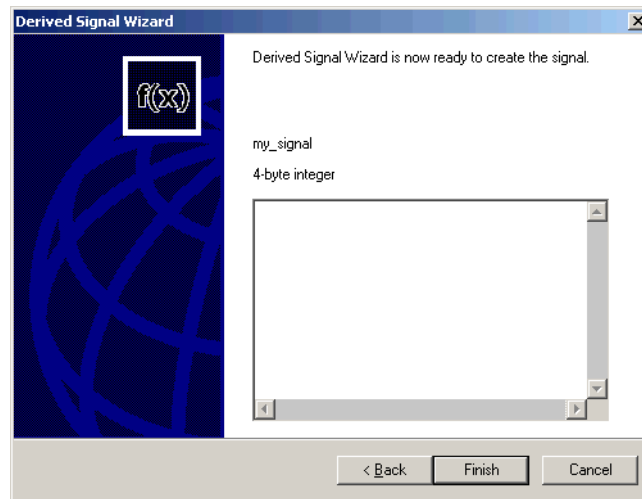 Derived Signal Wizard
f(x)
Derived Signal Wizard is now ready to create the signal.
my_signal
4-byte integer
< Back
Finish
Cancel